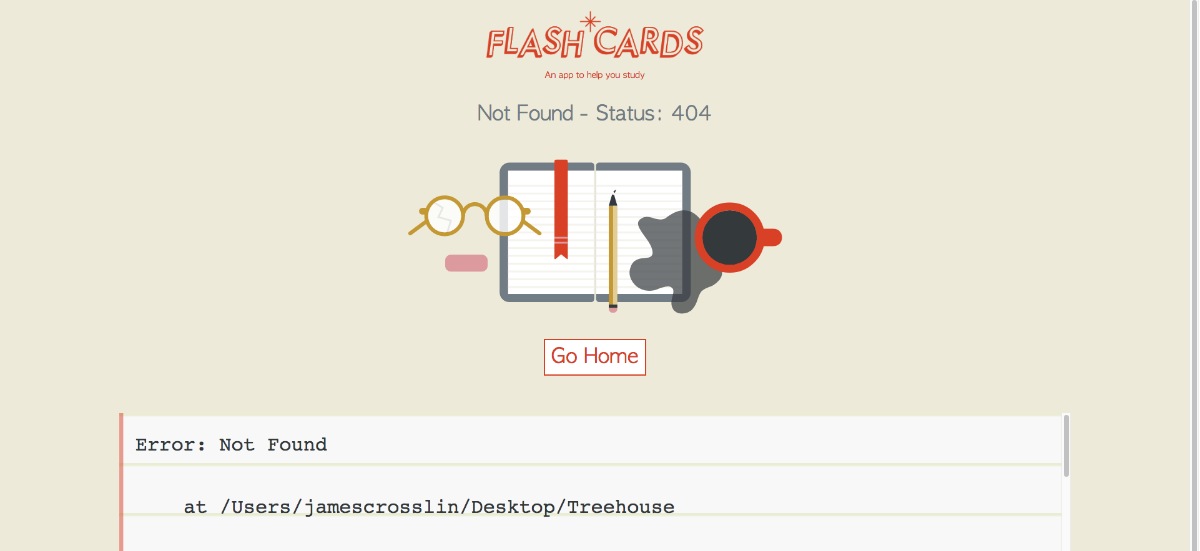 FLASH CARDS
An app to help you study
Not Found - Status: 404
Go Home
Error: Not Found
at /Users/jamescrosslin/Desktop/Treehouse